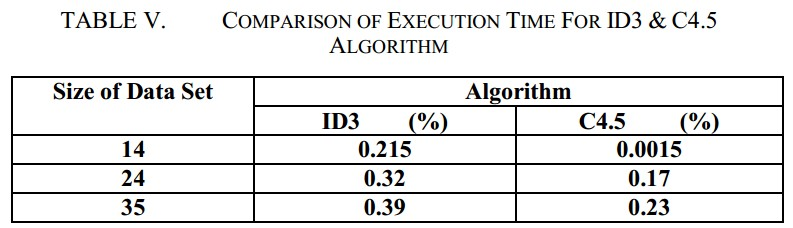 TABLE V. COMPARISON OF EXECUTION TIME FOR ID3 & C4.5
ALGORITHM
Size of Data Set Algorithm
ID3 (%) C4.5 (%)
14 0.215 0.0015
24 0.32 0.17
35 0.39 0.23